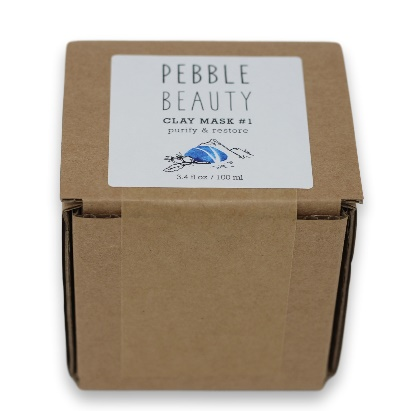 PEBBLE
BEAUTY
CLAY MASK #1
purify & restore
3.4 fl oz / 100 ml